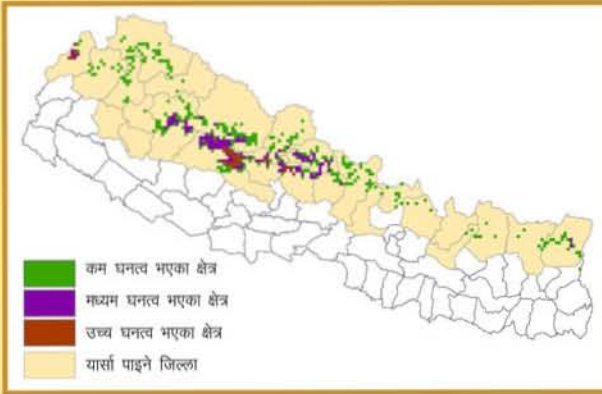 कम घनत्व भएका क्षेत्र
मध्यम घनत्व भएका क्षेत्र
उच्च घनत्व भएका क्षेत्र
यार्सा पाइने जिल्ला